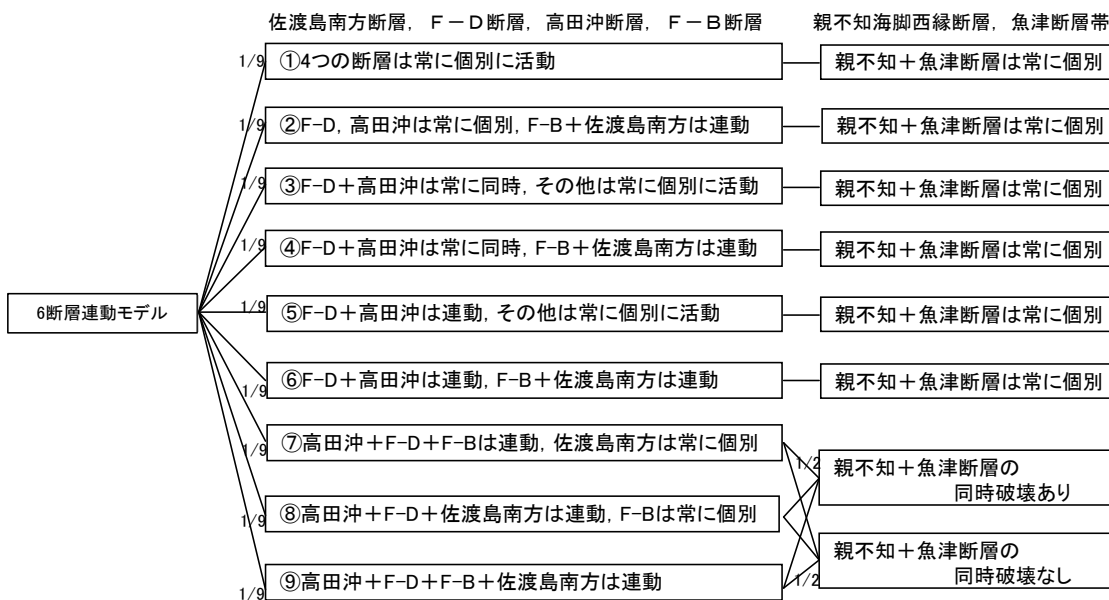 佐渡島南方断層, F-D断層, 高田沖断層, F-B断層
親不知海脚西縁断層, 魚津断層帯
1/9
①4つの断層は常に個別に活動
親不知+魚津断層は常に個別
1/9
②F-D, 高田沖は常に個別, F-B+佐渡島南方は連動
親不知+魚津断層は常に個別
1/9
③F-D+高田沖は常に同時, その他は常に個別に活動
親不知+魚津断層は常に個別
1/9
④F-D+高田沖は常に同時, F-B+佐渡島南方は連動
親不知+魚津断層は常に個別
6断層連動モデル
1/9
⑤F-D+高田沖は連動, その他は常に個別に活動
親不知+魚津断層は常に個別
1/9
⑥F-D+高田沖は連動, F-B+佐渡島南方は連動
親不知+魚津断層は常に個別
1/9
⑦高田沖+F-D+F-Bは連動, 佐渡島南方は常に個別
1/2
親不知+魚津断層の
同時破壊あり
1/9
⑧高田沖+F-D+佐渡島南方は連動, F-Bは常に個別
1/9
⑨高田沖+F-D+F-B+佐渡島南方は連動
1/2
親不知+魚津断層の
同時破壊なし